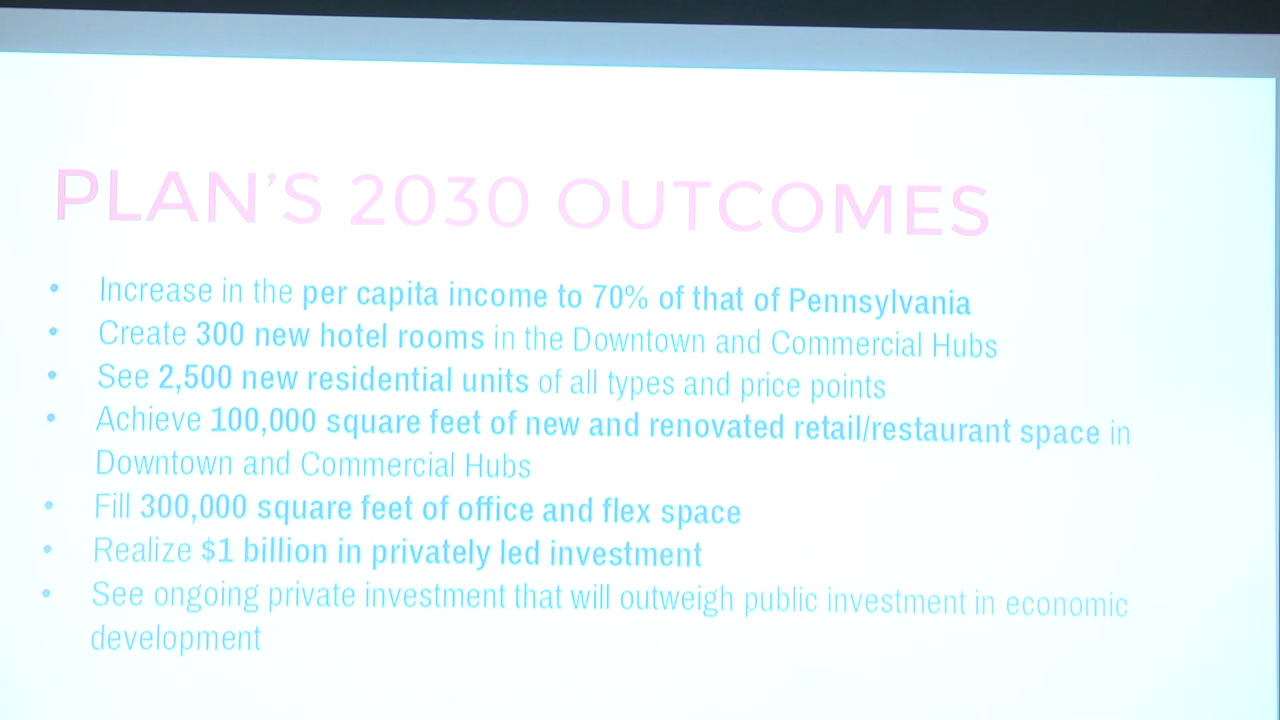 PLAN'S 2030 OUTCOMES
• Increase in the per capita income to 70% of that of Pennsylvania
• Create 300 new hotel rooms in the Downtown and Commercial Hubs
• See 2,500 new residential units of all types and price points
• Achieve 100,000 square feet of new and renovated retail/restaurant space in
Downtown and Commercial Hubs
• Fill 300,000 square feet of office and flex space
• Realize $1 billion in privately led investment
• See ongoing private investment that will outweigh public investment in economic
development